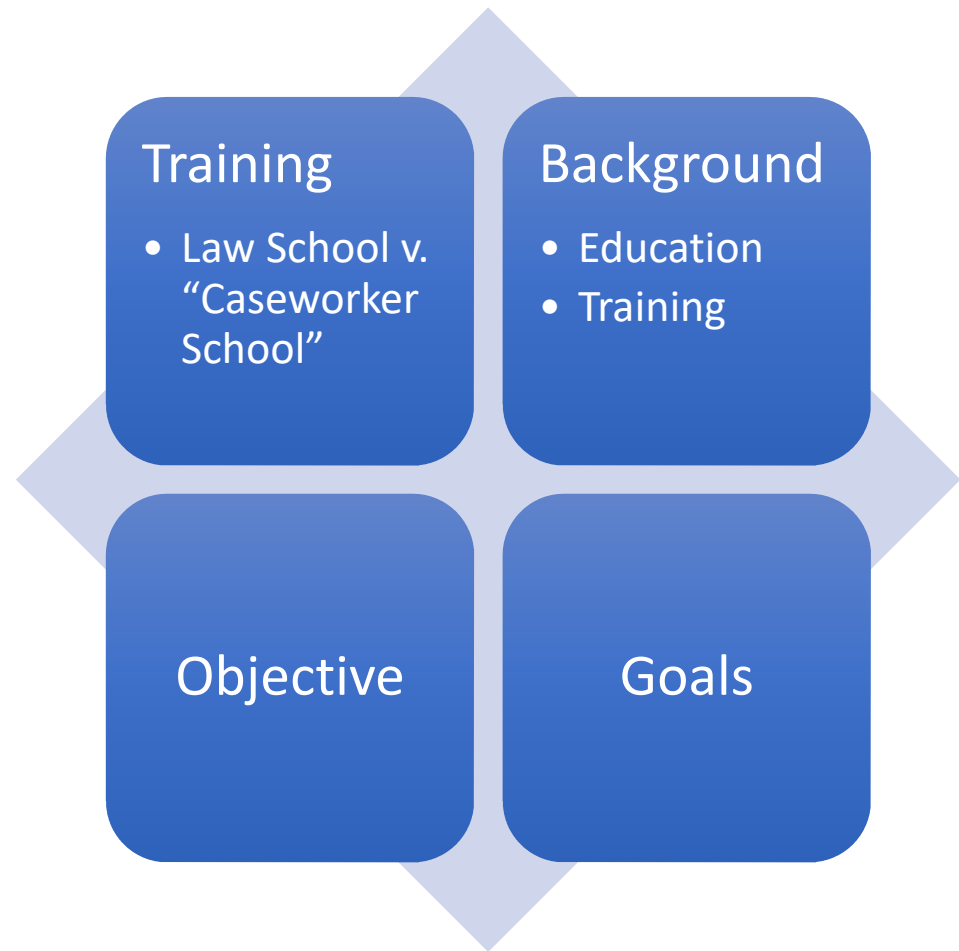 Training
• Law School v.
“Caseworker
School”
Background
• Education
• Training
Objective
Goals